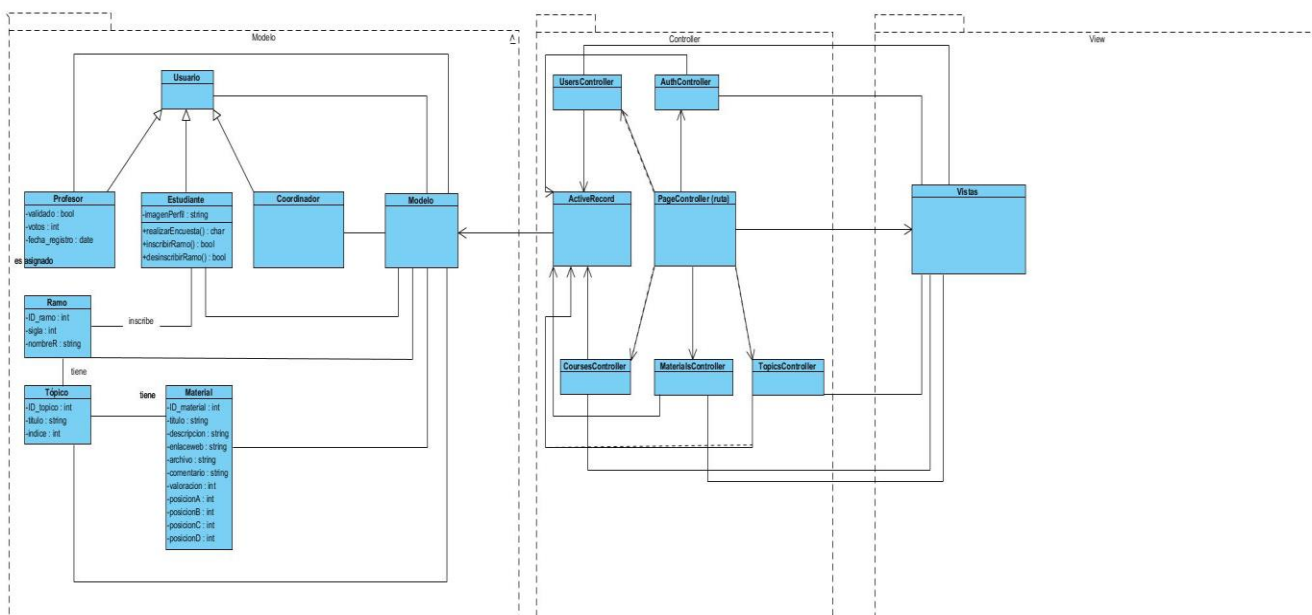 Modelo
Usuario
Profesor
-validado : bool
-votos : int
-fecha_registro : date
es asignado
Estudiante
-imagenPerfil : string
+realizarEncuesta() : char
+inscribirRamo() : bool
+desinscribirRamo() : bool
Coordinador
Modelo
Ramo
-ID_ramo : int
-sigla : int
-nombreR : string
inscribe
tiene
Tópico
-ID_topico : int
-titulo : string
-indice : int
tiene
Material
-ID_material : int
-titulo : string
-descripcion : string
-enlaceweb : string
-archivo : string
-comentario : string
-valoracion : int
-posicionA : int
-posicionB : int
-posicionC : int
-posicionD : int
Controller
UsersController
AuthController
ActiveRecord
PageController (ruta)
CoursesController
MaterialsController
TopicsController
View
Vistas